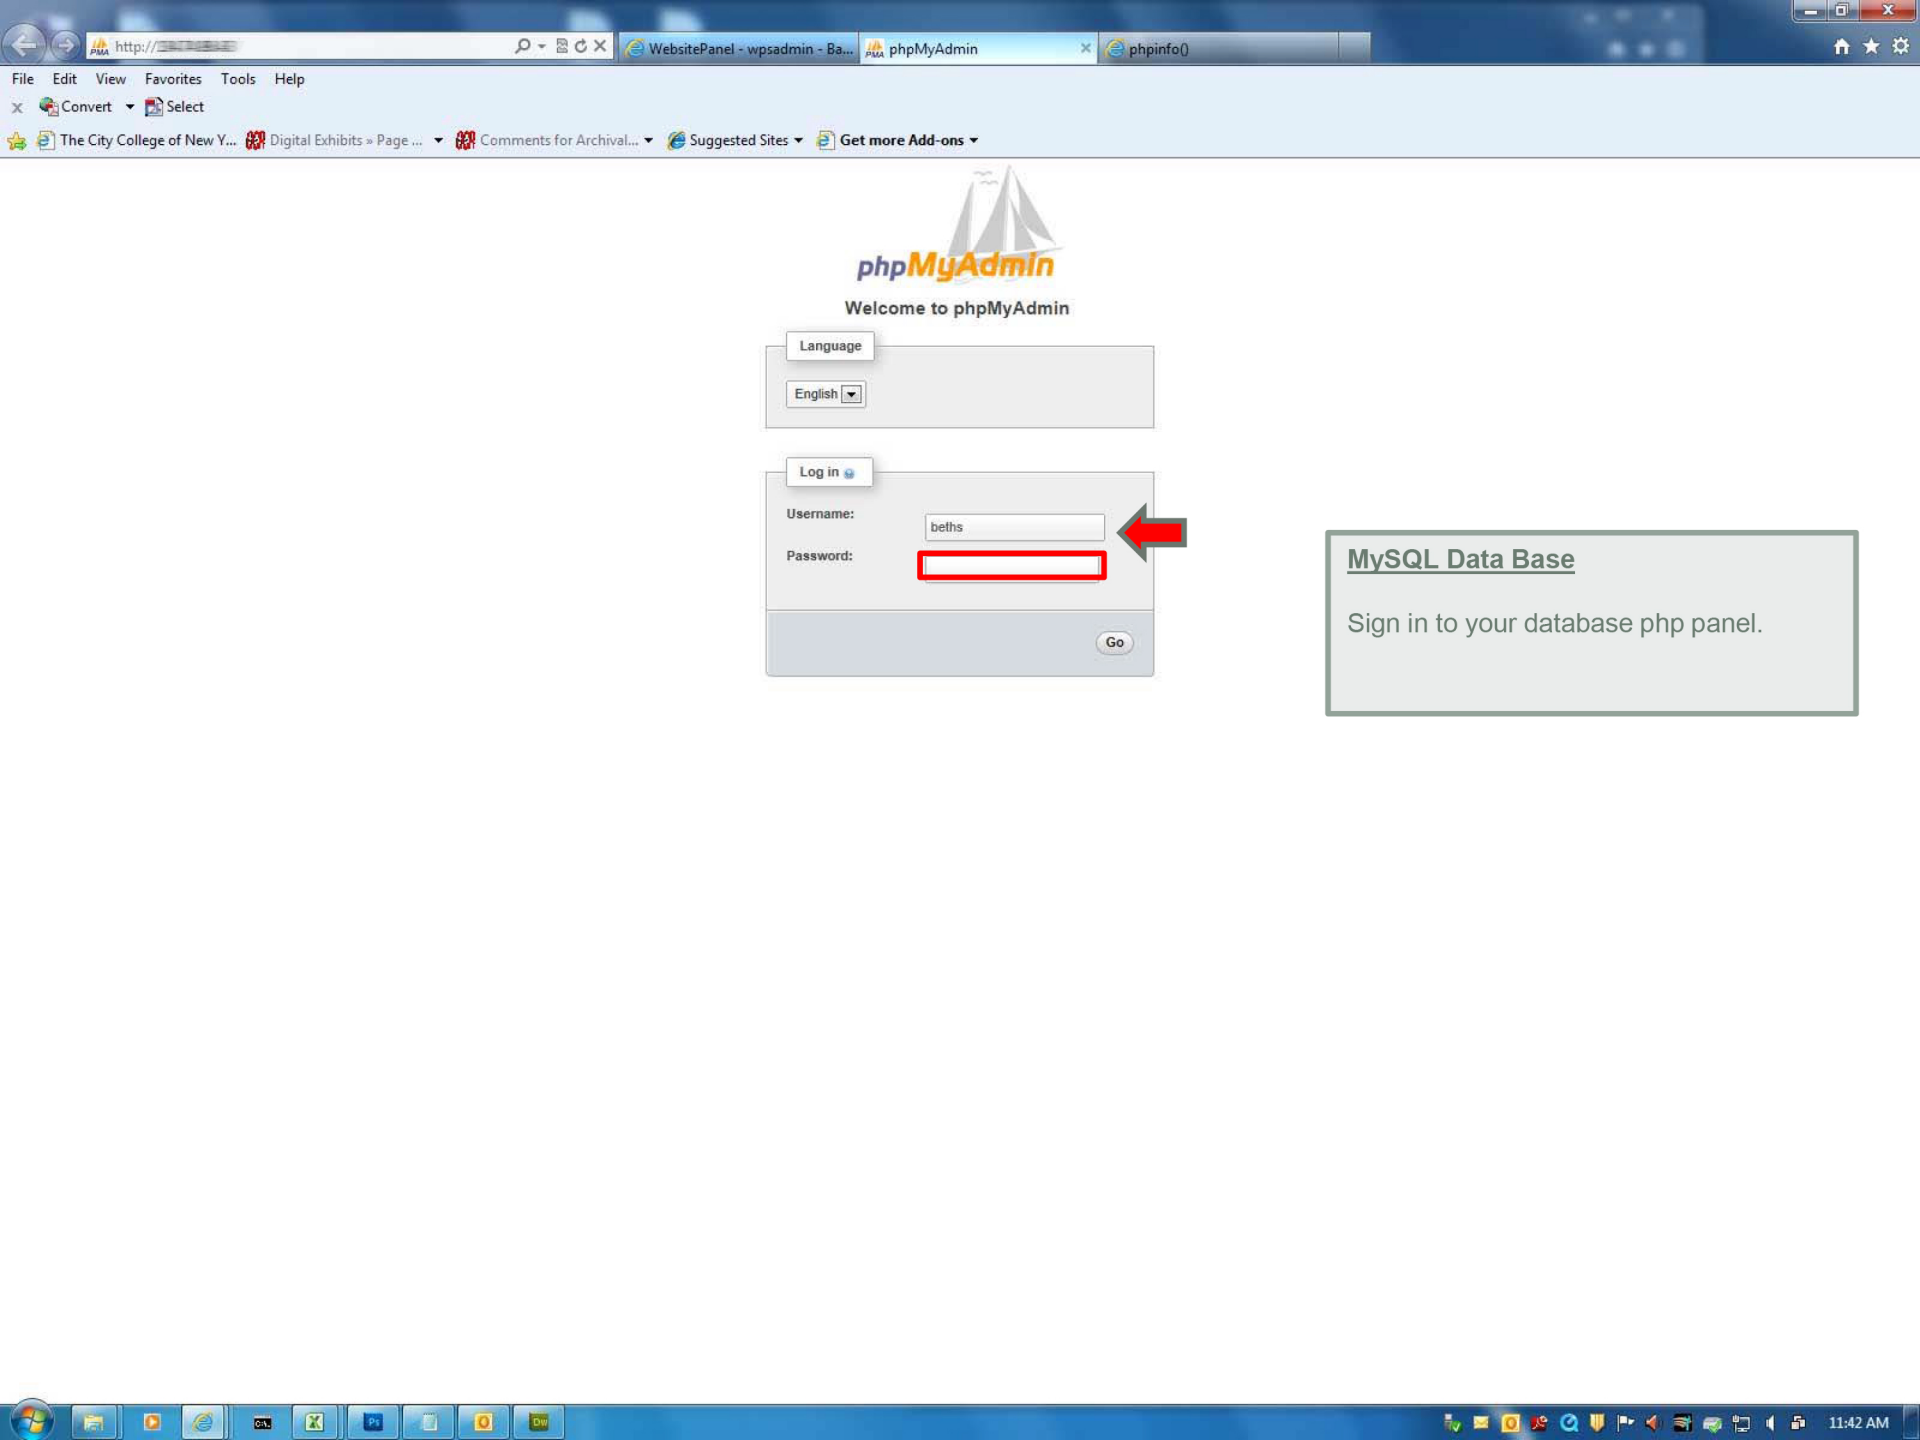 http://
WebsitePanel - wpsadmin - Ba...
phpMyAdmin
phpinfo()
File Edit View Favorites Tools Help
Convert Select
The City College of New Y... Digital Exhibits » Page ... Comments for Archival... Suggested Sites Get more Add-ons
phpMyAdmin
Welcome to phpMyAdmin
Language
English
Log in
Username:
beths
Password:
Go
MySQL Data Base
Sign in to your database php panel.
11:42 AM